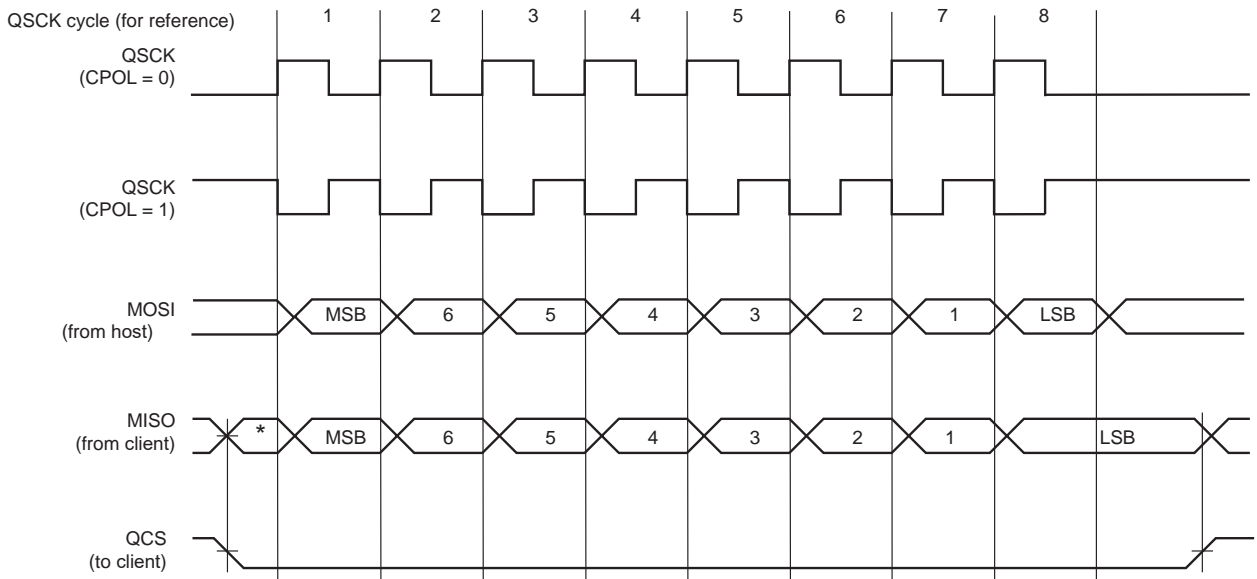 QSCK cycle (for reference) 1 2 3 4 5 6 7 8
QSCK
(CPOL = 0)
QSCK
(CPOL = 1)
MOSI
(from host)
MSB 6 5 4 3 2 1 LSB
MISO
(from client)
* MSB 6 5 4 3 2 1 LSB
QCS
(to client)